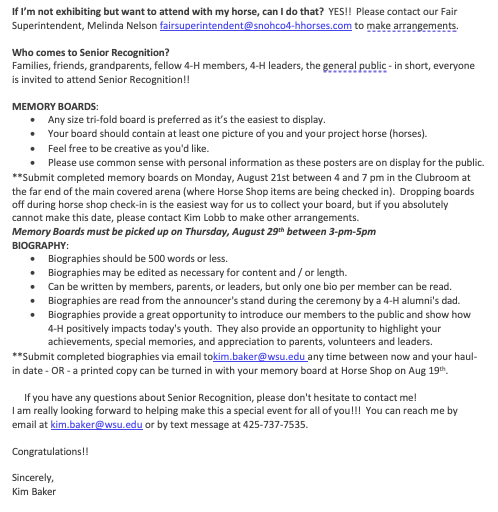 If I'm not exhibiting but want to attend with my horse, can I do that?  YES!!  Please contact our Fair
Superintendent, Melinda Nelson fairsuperintendent@snohco4-hhorses.com to make arrangements.
Who comes to Senior Recognition?
Families, friends, grandparents, fellow 4-H members, 4-H leaders, the general public - in short, everyone
is invited to attend Senior Recognition!!
MEMORY BOARDS:
• Any size tri-fold board is preferred as it's the easiest to display.
• Your board should contain at least one picture of you and your project horse (horses).
• Feel free to be creative as you'd like.
• Please use common sense with personal information as these posters are on display for the public.
**Submit completed memory boards on Monday, August 21st between 4 and 7 pm in the Clubroom at
the far end of the main covered arena (where Horse Shop items are being checked in).  Dropping boards
off during horse shop check-in is the easiest way for us to collect your board, but if you absolutely
cannot make this date, please contact Kim Lobb to make other arrangements.
Memory Boards must be picked up on Thursday, August 29th between 3-pm-5pm
BIOGRAPHY:
• Biographies should be 500 words or less.
• Biographies may be edited as necessary for content and / or length.
• Can be written by members, parents, or leaders, but only one bio per member can be read.
• Biographies are read from the announcer's stand during the ceremony by a 4-H alumni's dad.
• Biographies provide a great opportunity to introduce our members to the public and show how
4-H positively impacts today's youth.  They also provide an opportunity to highlight your
achievements, special memories, and appreciation to parents, volunteers and leaders.
**Submit completed biographies via email tokim.baker@wsu.edu any time between now and your haul-
in date - OR - a printed copy can be turned in with your memory board at Horse Shop on Aug 19th.
If you have any questions about Senior Recognition, please don't hesitate to contact me!
I am really looking forward to helping make this a special event for all of you!!!  You can reach me by
email at kim.baker@wsu.edu or by text message at 425-737-7535.
Congratulations!!
Sincerely,
Kim Baker